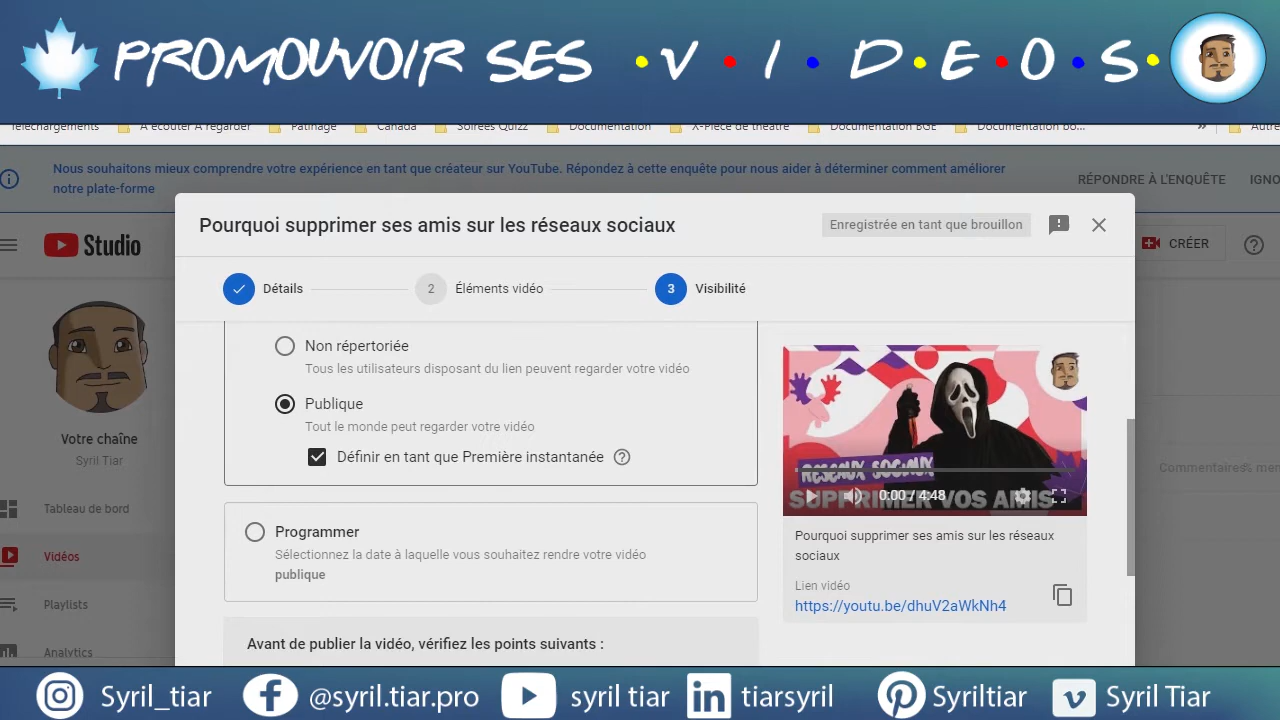 PROMOUVOIR SES V I D E O S
Téléchargements A écouter A regarder Patinage Canada Soirées Quizz Documentation X-Pièce de théatre Documentation BGE Documentation bo... » Autre
Nous souhaitons mieux comprendre votre expérience en tant que créateur sur YouTube. Répondez à cette enquête pour nous aider à déterminer comment améliorer
notre plate-forme
RÉPONDRE À L'ENQUÊTE IGNO
Pourquoi supprimer ses amis sur les réseaux sociaux
Enregistrée en tant que brouillon
Studio
CRÉER
Détails
2 Éléments vidéo
3 Visibilité
Non répertoriée
Tous les utilisateurs disposant du lien peuvent regarder votre vidéo
Publique
Tout le monde peut regarder votre vidéo
Définir en tant que Première instantanée
Programmer
Sélectionnez la date à laquelle vous souhaitez rendre votre vidéo
publique
Avant de publier la vidéo, vérifiez les points suivants :
RESEAUX SOCIAUX
SUPPRIMER VOS AMIS
0:00 / 4:48
Pourquoi supprimer ses amis sur les réseaux
sociaux
Lien vidéo
https://youtu.be/dhuV2aWkNh4
Votre chaîne
Syril Tiar
Tableau de bord
Vidéos
Playlists
Analytics
Syril_tiar @syril.tiar.pro syril tiar tiarsyril Syriltiar Syril Tiar